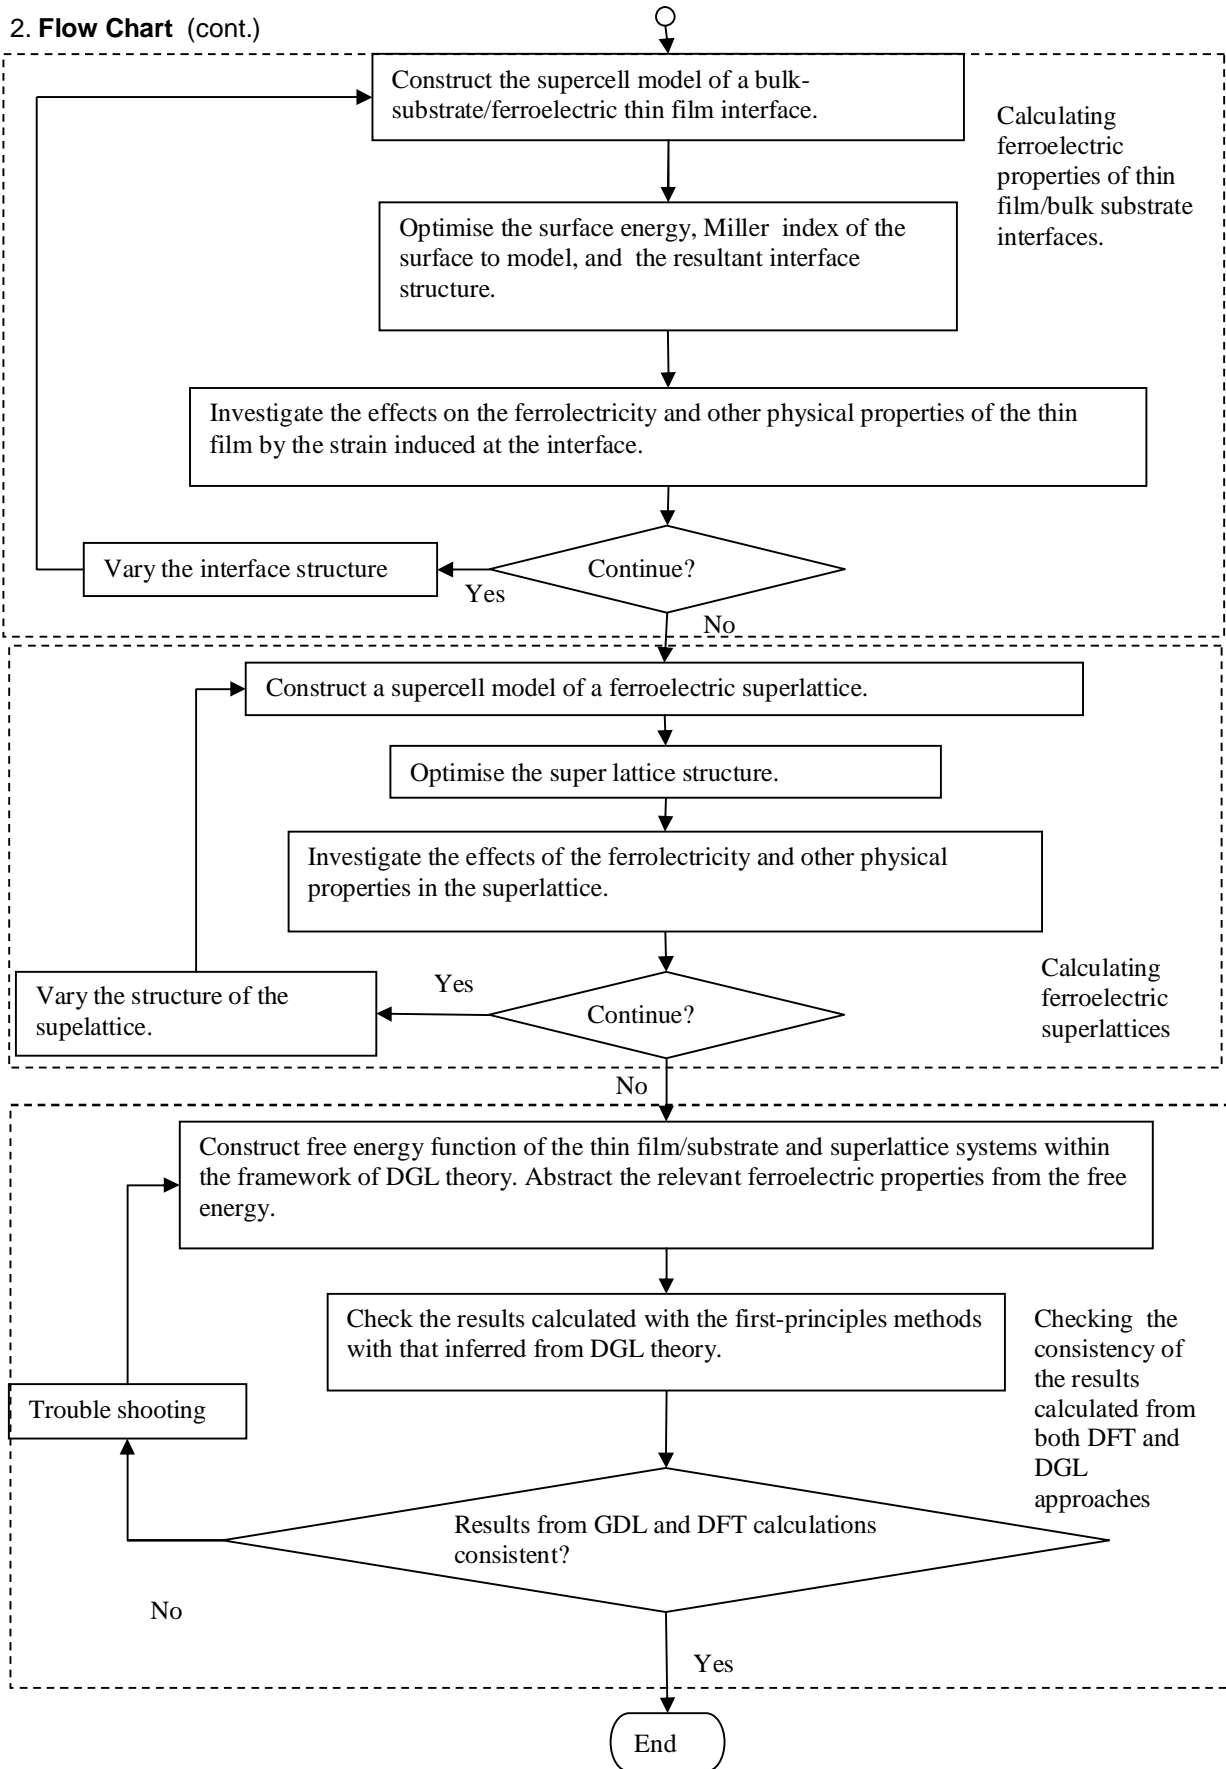 2. Flow Chart (cont.)
Construct the supercell model of a bulk-
substrate/ferroelectric thin film interface.
Calculating
ferroelectric
properties of thin
film/bulk substrate
interfaces.
Optimise the surface energy, Miller index of the
surface to model, and the resultant interface
structure.
Investigate the effects on the ferrolectricity and other physical properties of the thin
film by the strain induced at the interface.
Vary the interface structure
Continue?
Yes
No
Construct a supercell model of a ferroelectric superlattice.
Optimise the super lattice structure.
Investigate the effects of the ferrolectricity and other physical
properties in the superlattice.
Vary the structure of the
supelattice.
Yes
Continue?
Calculating
ferroelectric
superlattices
No
Construct free energy function of the thin film/substrate and superlattice systems within
the framework of DGL theory. Abstract the relevant ferroelectric properties from the free
energy.
Check the results calculated with the first-principles methods
with that inferred from DGL theory.
Checking the
consistency of
the results
calculated from
both DFT and
DGL
approaches
Trouble shooting
Results from GDL and DFT calculations
consistent?
No
Yes
End